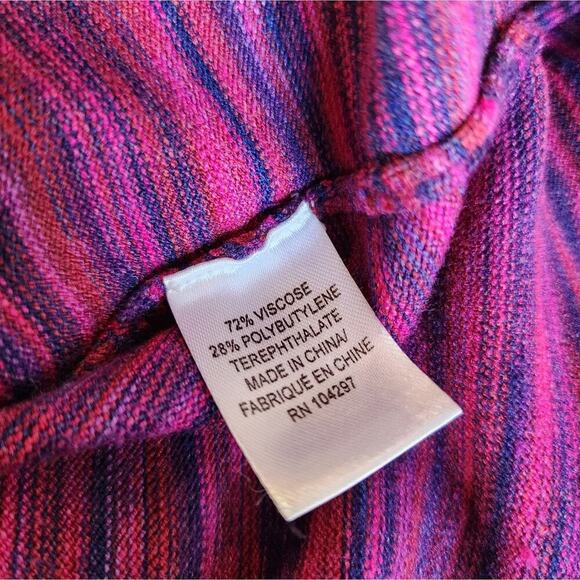 72% VISCOSE
28% POLYBUTYLENE
TEREPHTHALATE
MADE IN CHINA/
FABRIQUÉ EN CHINE
RN 104297